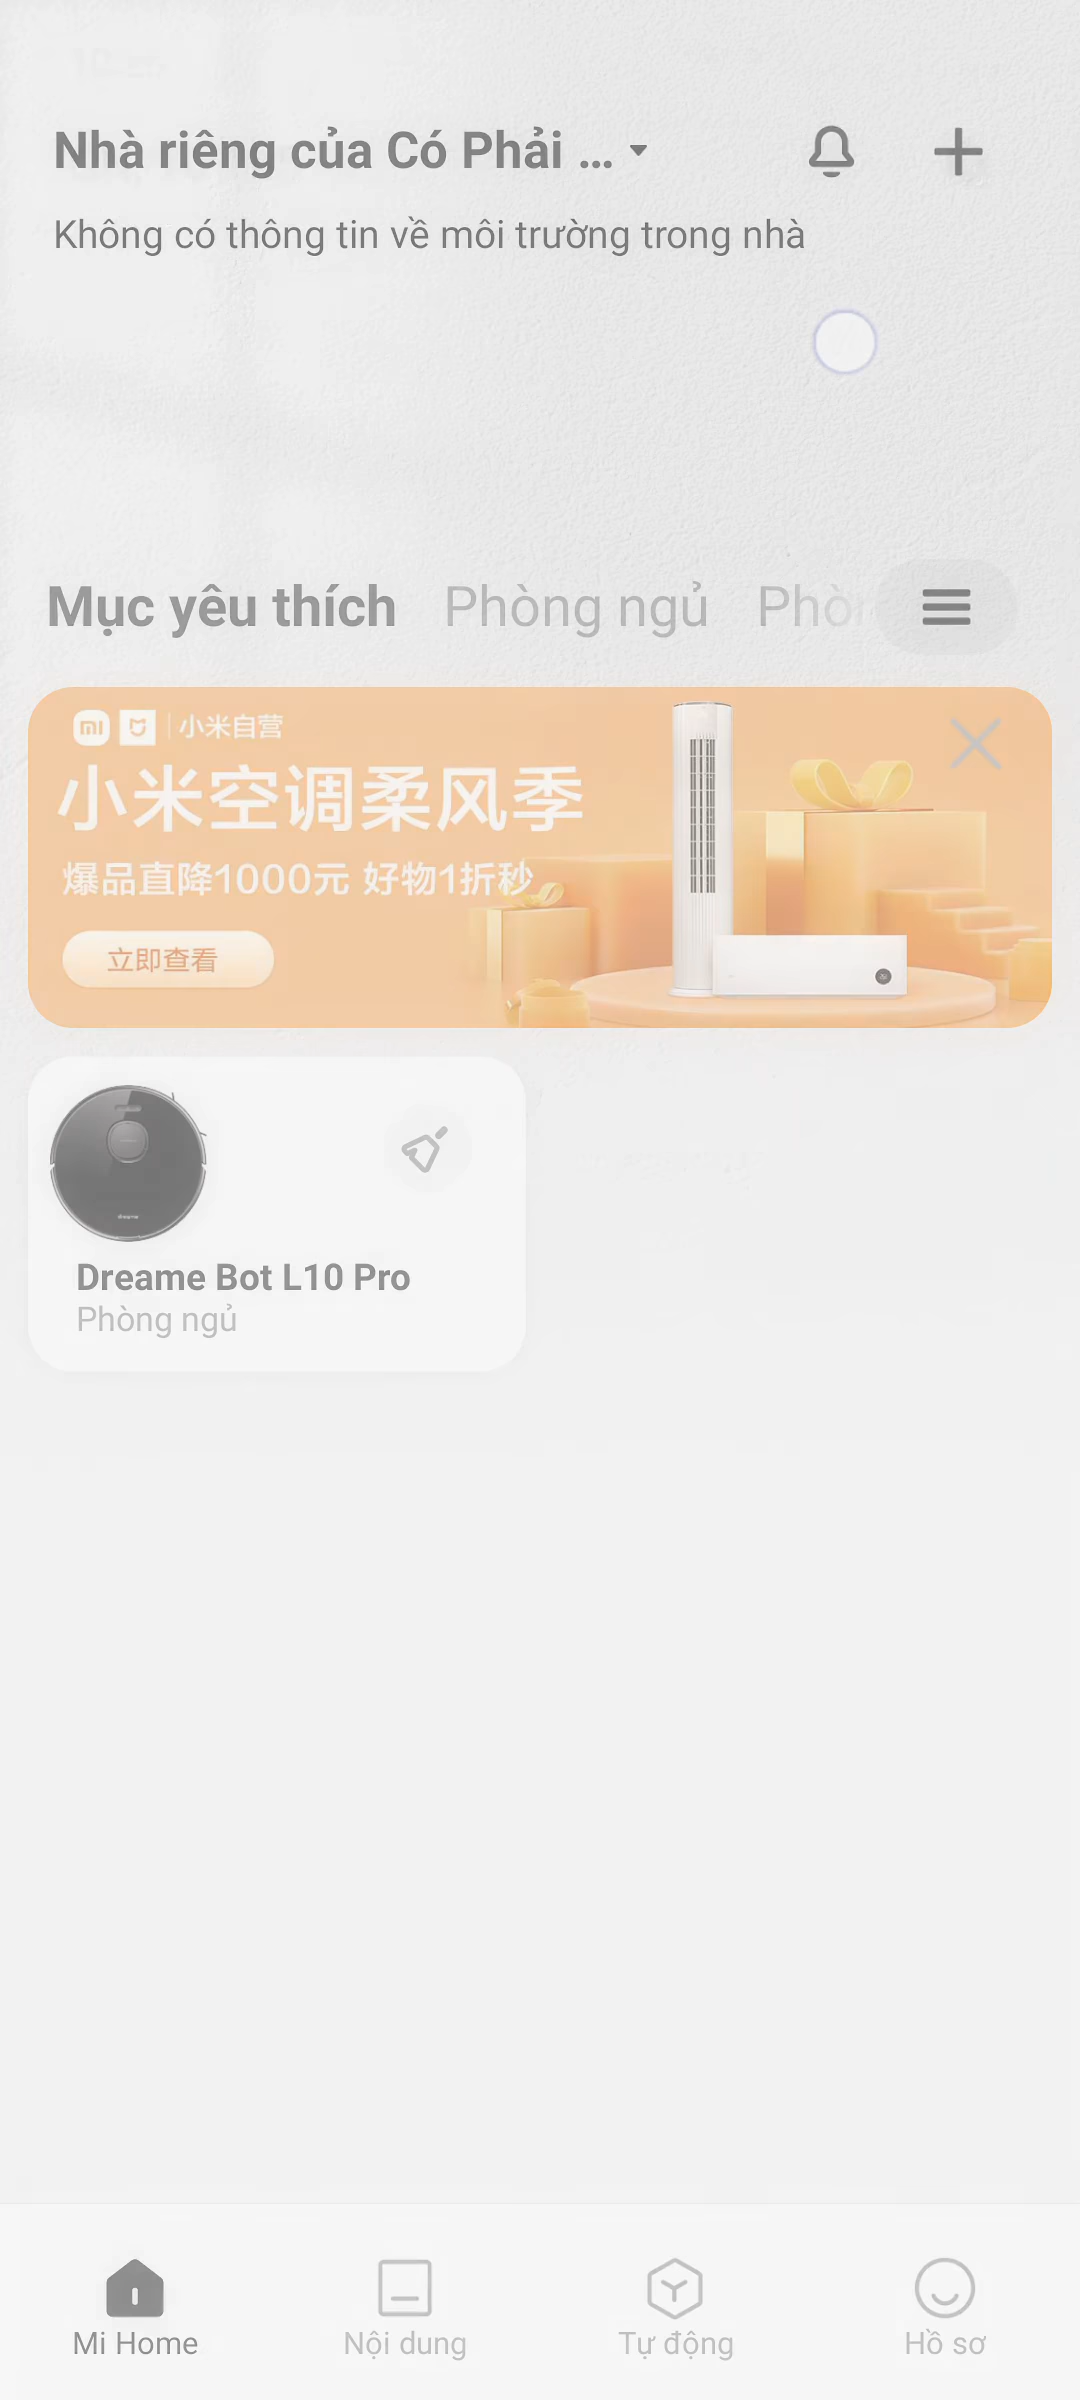 Nhà riêng của Có Phải ...
Không có thông tin về môi trường trong nhà
Mục yêu thích Phòng ngủ Phòn
小米自营
小米空调柔风季
爆品直降1000元 好物1折秒
立即查看
Dreame Bot L10 Pro
Phòng ngủ
Mi Home Nội dung Tự động Hồ sơ